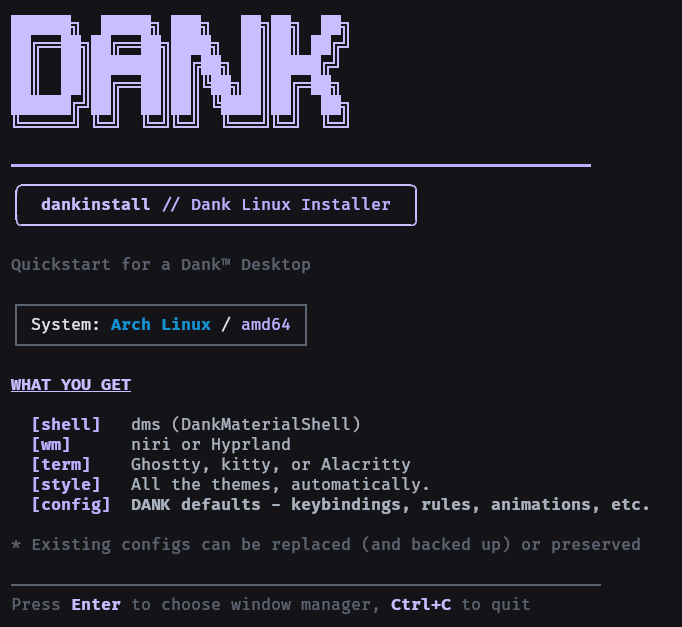 DANK
dankinstall // Dank Linux Installer
Quickstart for a Dank™ Desktop
System: Arch Linux / amd64
WHAT YOU GET
[shell] dms (DankMaterialShell)
[wm] niri or Hyprland
[term] Ghostty, kitty, or Alacritty
[style] All the themes, automatically.
[config] DANK defaults – keybindings, rules, animations, etc.
* Existing configs can be replaced (and backed up) or preserved
Press Enter to choose window manager, Ctrl+C to quit